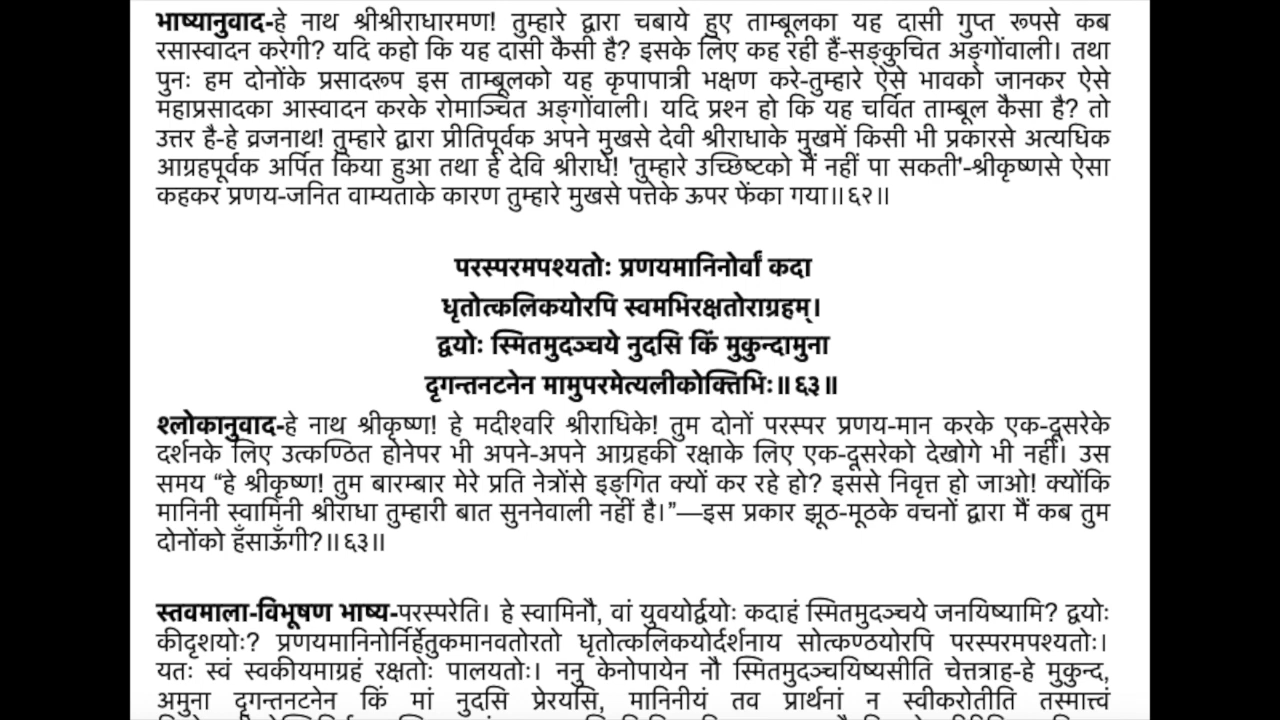 भाष्यानुवाद-हे नाथ श्रीश्रीराधारमण! तुम्हारे द्वारा चबाये हुए ताम्बूलका यह दासी गुप्त रूपसे कब
रसास्वादन करेगी? यदि कहो कि यह दासी कैसी है? इसके लिए कह रही हैं-सङ्कुचित अङ्गोंवाली। तथा
पुनः हम दोनोंके प्रसादरूप इस ताम्बूलको यह कृपापात्री भक्षण करे-तुम्हारे ऐसे भावको जानकर ऐसे
महाप्रसादका आस्वादन करके रोमाञ्चित अङ्गोंवाली। यदि प्रश्न हो कि यह चर्वित ताम्बूल कैसा है? तो
उत्तर है-हे व्रजनाथ! तुम्हारे द्वारा प्रीतिपूर्वक अपने मुखसे देवी श्रीराधाके मुखमें किसी भी प्रकारसे अत्यधिक
आग्रहपूर्वक अर्पित किया हुआ तथा हे देवि श्रीराधे! 'तुम्हारे उच्छिष्टको मैं नहीं पा सकती'-श्रीकृष्णसे ऐसा
कहकर प्रणय-जनित वाम्यताके कारण तुम्हारे मुखसे पत्तेके ऊपर फेंका गया॥६२॥
परस्परमपश्यतोः प्रणयमानिनोर्वां कदा
धृतोत्कलिकयोरपि स्वमभिरक्षतोराग्रहम्।
द्वयोः स्मितमुदञ्चये नुदसि किं मुकुन्दामुना
दृगन्तनटनेन मामुपरमेत्यलीकोक्तिभिः॥६३॥
श्लोकानुवाद-हे नाथ श्रीकृष्ण! हे मदीश्वरि श्रीराधिके! तुम दोनों परस्पर प्रणय-मान करके एक-दूसरेके
दर्शनके लिए उत्कण्ठित होनेपर भी अपने-अपने आग्रहकी रक्षाके लिए एक-दूसरेको देखोगे भी नहीं। उस
समय “हे श्रीकृष्ण! तुम बारम्बार मेरे प्रति नेत्रोंसे इङ्गित क्यों कर रहे हो? इससे निवृत्त हो जाओ! क्योंकि
मानिनी स्वामिनी श्रीराधा तुम्हारी बात सुननेवाली नहीं है।”—इस प्रकार झूठ-मूठके वचनों द्वारा मैं कब तुम
दोनोंको हँसाऊँगी?॥६३॥
स्तवमाला-विभूषण भाष्य-परस्परेति। हे स्वामिनौ, वां युवयोर्द्वयोः कदाहं स्मितमुदञ्चये जनयिष्यामि? द्वयोः
कीदृशयोः? प्रणयमानिनोर्निर्हेतुकमानवतोरतो धृतोत्कलिकयोर्दर्शनाय सोत्कण्ठयोरपि परस्परमपश्यतोः।
यतः स्वं स्वकीयमाग्रहं रक्षतोः पालयतोः। ननु केनोपायेन नौ स्मितमुदञ्चयिष्यसीति चेत्तत्राह-हे मुकुन्द,
अमुना दृगन्तनटनेन किं मां नुदसि प्रेरयसि, मानिनीयं तव प्रार्थनां न स्वीकरोतीति तस्मात्त्वं